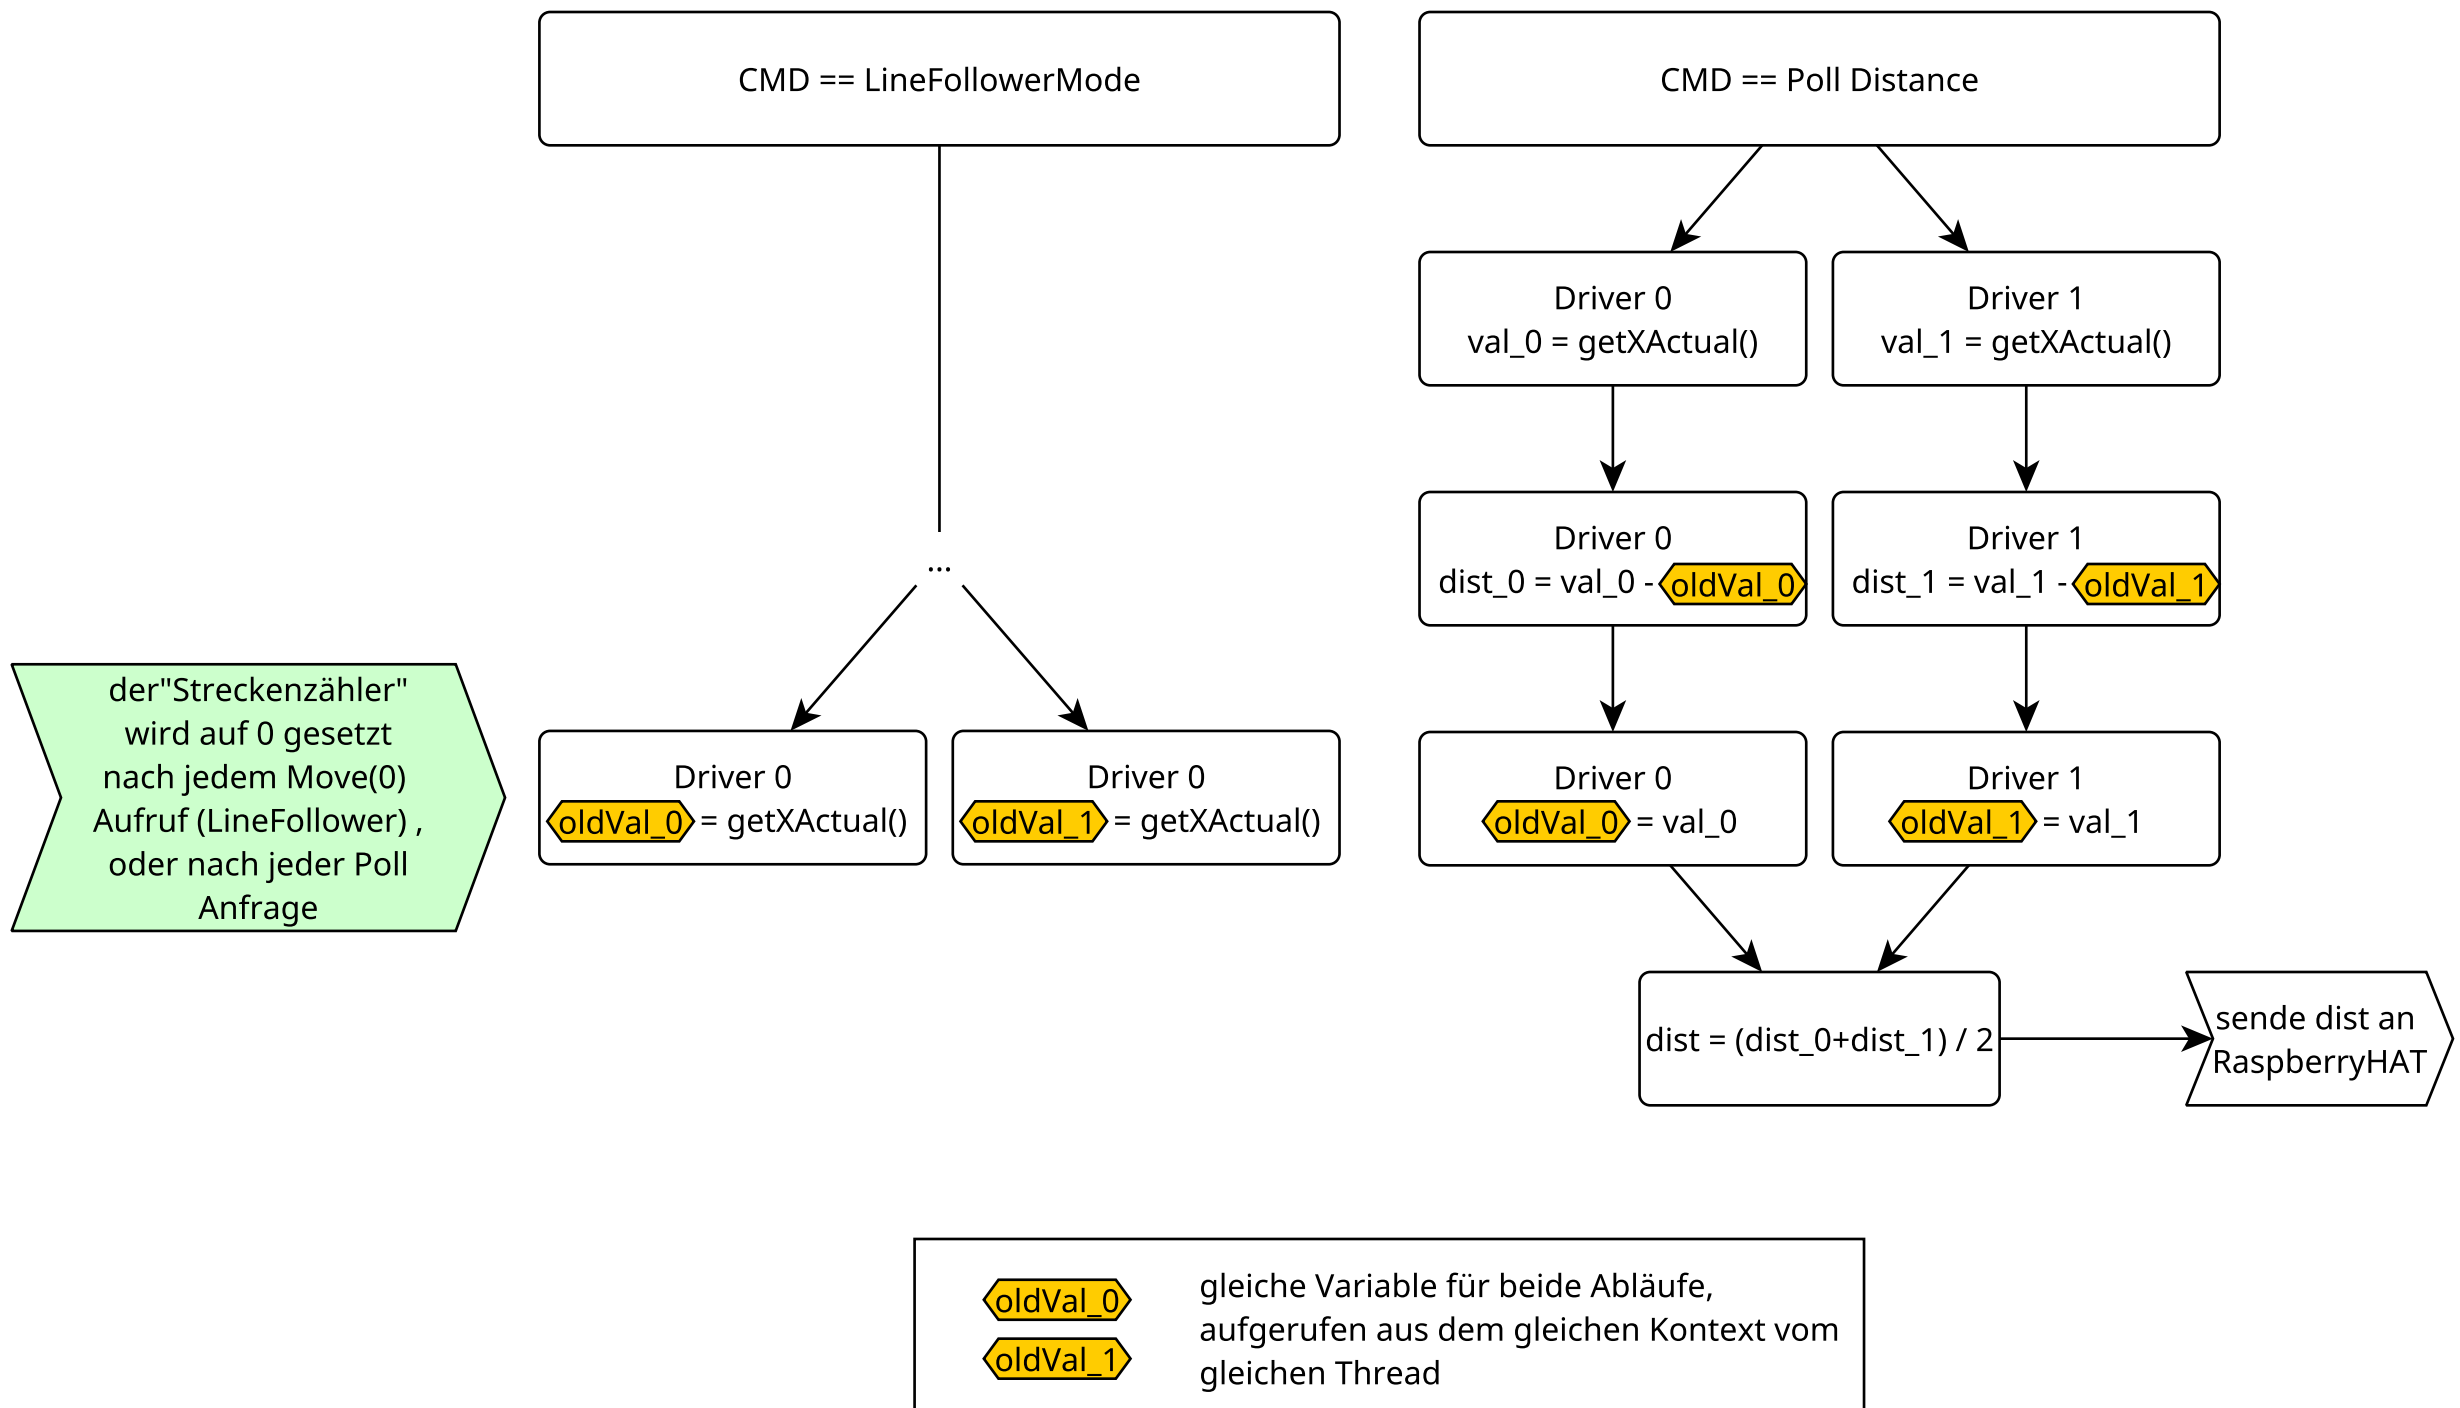 CMD == LineFollowerMode
CMD == Poll Distance
Driver 0
val_0 = getXActual()
Driver 1
val_1 = getXActual()
Driver 0
dist_0 = val_0 - oldVal_0
Driver 1
dist_1 = val_1 - oldVal_1
...
der"Streckenzähler"
wird auf 0 gesetzt
nach jedem Move(0)
Aufruf (LineFollower) ,
oder nach jeder Poll
Anfrage
Driver 0
oldVal_0 = getXActual()
Driver 0
oldVal_1 = getXActual()
Driver 0
oldVal_0 = val_0
Driver 1
oldVal_1 = val_1
dist = (dist_0+dist_1) / 2
sende dist an
RaspberryHAT
oldVal_0
oldVal_1
gleiche Variable für beide Abläufe,
aufgerufen aus dem gleichen Kontext vom
gleichen Thread